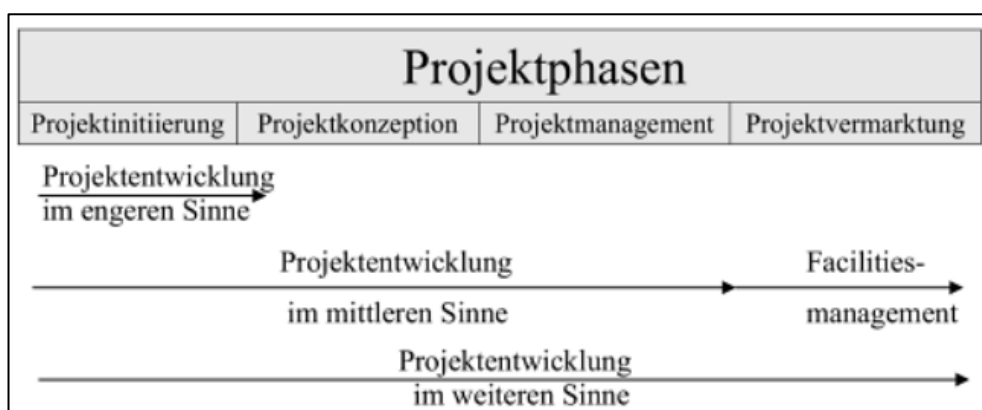 Projektphasen
Projektinitiierung Projektkonzeption Projektmanagement Projektvermarktung
Projektentwicklung
im engeren Sinne
Projektentwicklung Facilities-
im mittleren Sinne management
Projektentwicklung
im weiteren Sinne